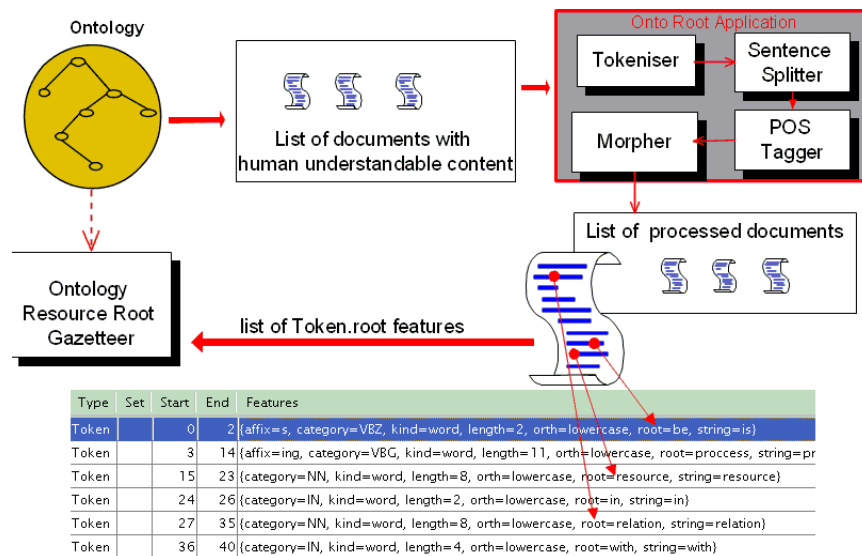 Ontology
Onto Root Application
Tokeniser
Sentence
Splitter
List of documents with
human understandable content
Morpher
POS
Tagger
List of processed documents
Ontology
Resource Root
Gazetteer
list of Token.root features
Type Set Start End Features
Token 0 2 {affix=s, category=VBZ, kind=word, length=2, orth=lowercase, root=be, string=is}
Token 3 14 {affix=ing, category=VBG, kind=word, length=11, orth=lowercase, root=proccess, string=pr
Token 15 23 {category=NN, kind=word, length=8, orth=lowercase, root=resource, string=resource}
Token 24 26 {category=IN, kind=word, length=2, orth=lowercase, root=in, string=in}
Token 27 35 {category=NN, kind=word, length=8, orth=lowercase, root=relation, string=relation}
Token 36 40 {category=IN, kind=word, length=4, orth=lowercase, root=with, string=with}